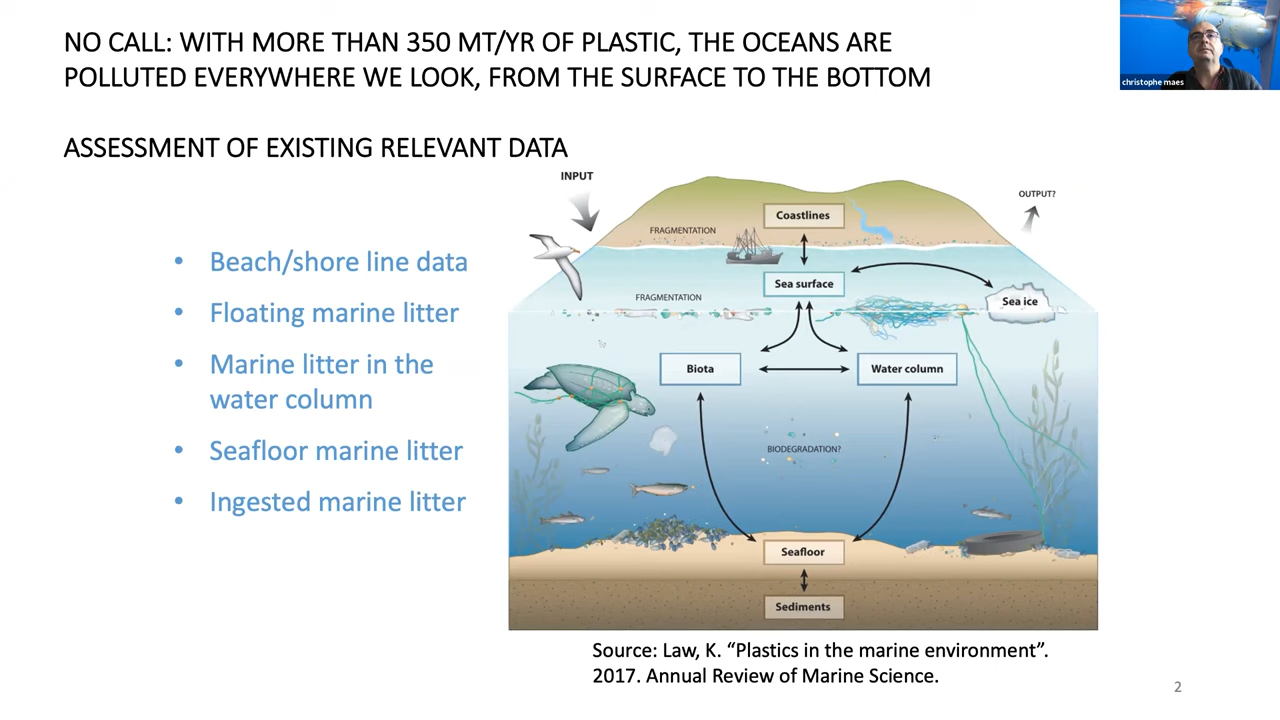 NO CALL: WITH MORE THAN 350 MT/YR OF PLASTIC, THE OCEANS ARE
POLLUTED EVERYWHERE WE LOOK, FROM THE SURFACE TO THE BOTTOM
christophe maes
ASSESSMENT OF EXISTING RELEVANT DATA
• Beach/shore line data
• Floating marine litter
• Marine litter in the
water column
• Seafloor marine litter
• Ingested marine litter
INPUT
OUTPUT?
Coastlines
FRAGMENTATION
Sea surface
FRAGMENTATION
Sea ice
Biota
Water column
BIODEGRADATION?
Seafloor
Sediments
Source: Law, K. “Plastics in the marine environment”.
2017. Annual Review of Marine Science.
2